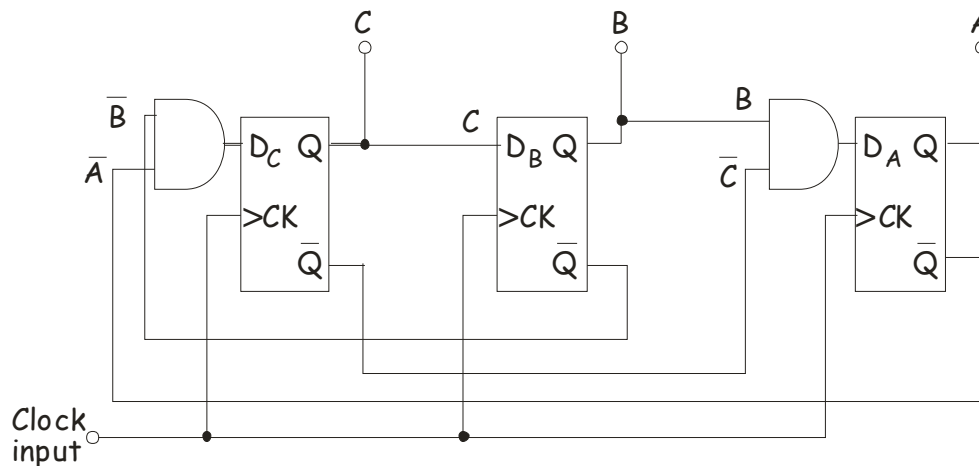 C
B
A
B̅
A̅
C
B
C̅
D_C Q
>CK
Q̅
D_B Q
>CK
Q̅
D_A Q
>CK
Q̅
Clock
input